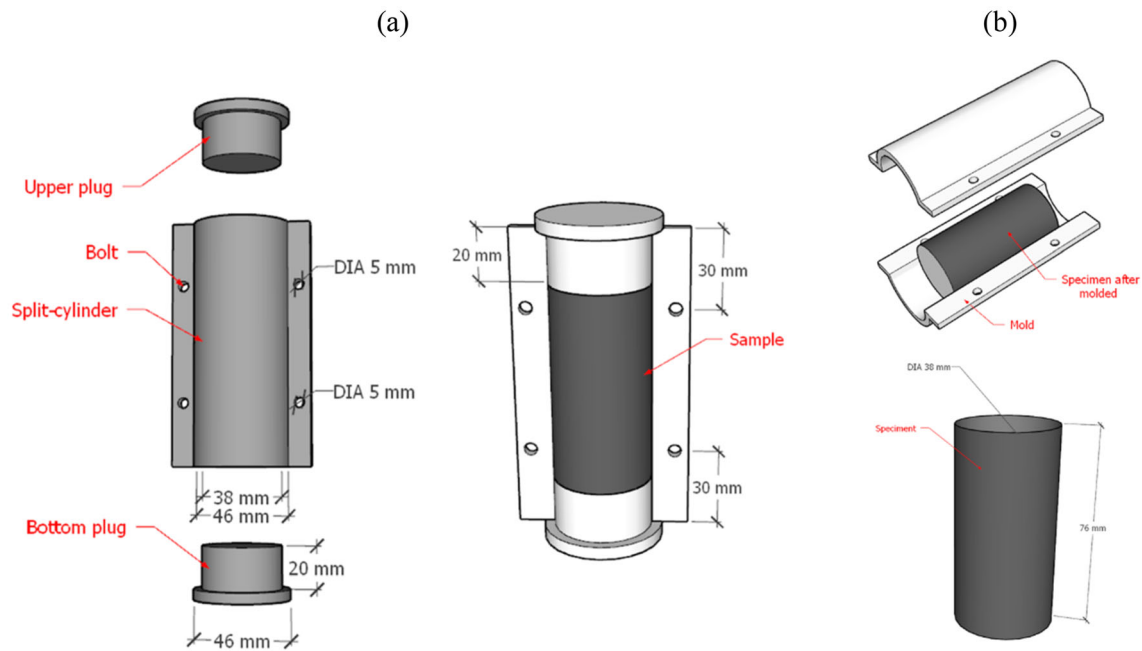 (a)
(b)
Upper plug
Bolt
Split-cylinder
DIA 5 mm
DIA 5 mm
38 mm
46 mm
Bottom plug
20 mm
46 mm
20 mm
30 mm
Sample
30 mm
Specimen after
molded
Mold
DIA 38 mm
Speciment
76 mm